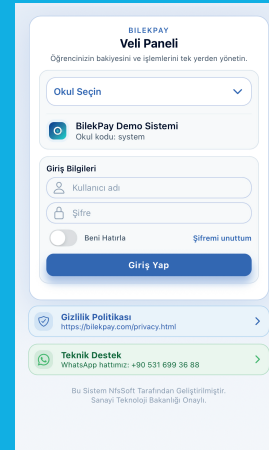 BILEKPAY
Veli Paneli
Öğrencinizin bakiyesini ve işlemlerini tek yerden yönetin.
Okul Seçin
BilekPay Demo Sistemi
Okul kodu: system
Giriş Bilgileri
Kullanıcı adı
Şifre
Beni Hatırla
Şifremi unuttum
Giriş Yap
Gizlilik Politikası
https://bilekpay.com/privacy.html
Teknik Destek
WhatsApp hattımız: +90 531 699 36 88
Bu Sistem NfsSoft Tarafından Geliştirilmiştir.
Sanayi Teknoloji Bakanlığı Onaylı.